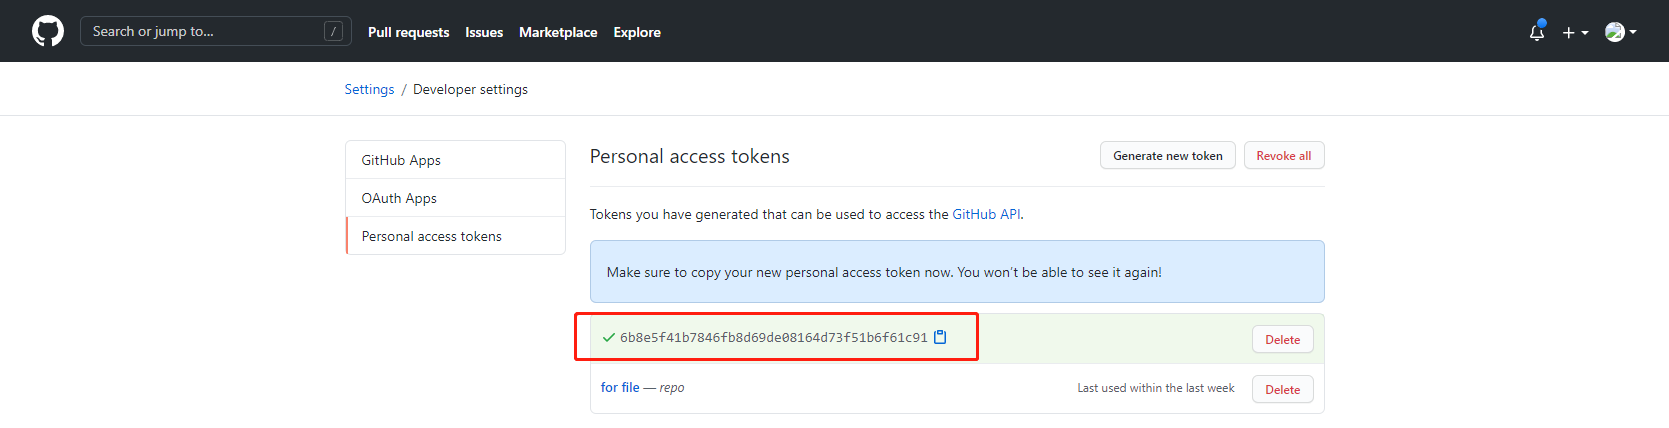 Search or jump to... / Pull requests Issues Marketplace Explore
Settings / Developer settings
GitHub Apps
OAuth Apps
Personal access tokens
Personal access tokens Generate new token Revoke all
Tokens you have generated that can be used to access the GitHub API.
Make sure to copy your new personal access token now. You won't be able to see it again!
6b8e5f41b7846fb8d69de08164d73f51b6f61c91 Delete
for file — repo Last used within the last week Delete